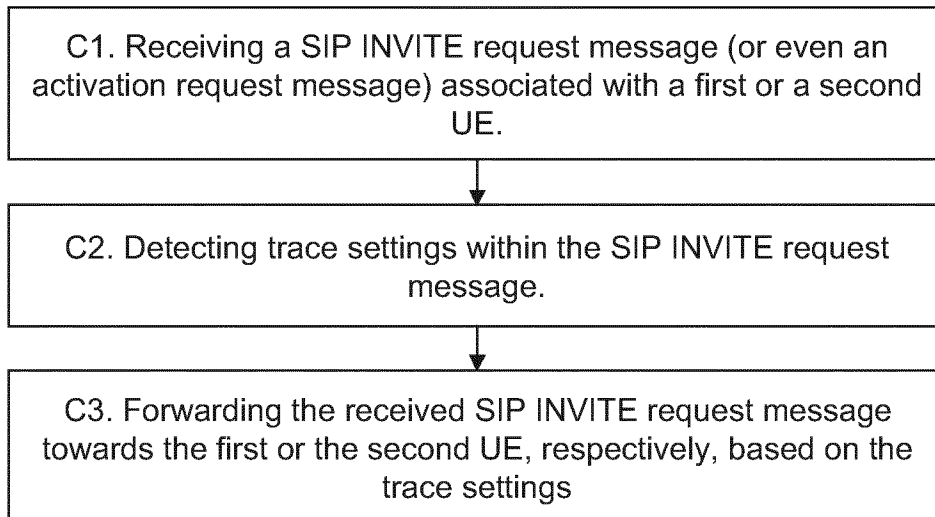 C1. Receiving a SIP INVITE request message (or even an
activation request message) associated with a first or a second
UE.
C2. Detecting trace settings within the SIP INVITE request
message.
C3. Forwarding the received SIP INVITE request message
towards the first or the second UE, respectively, based on the
trace settings